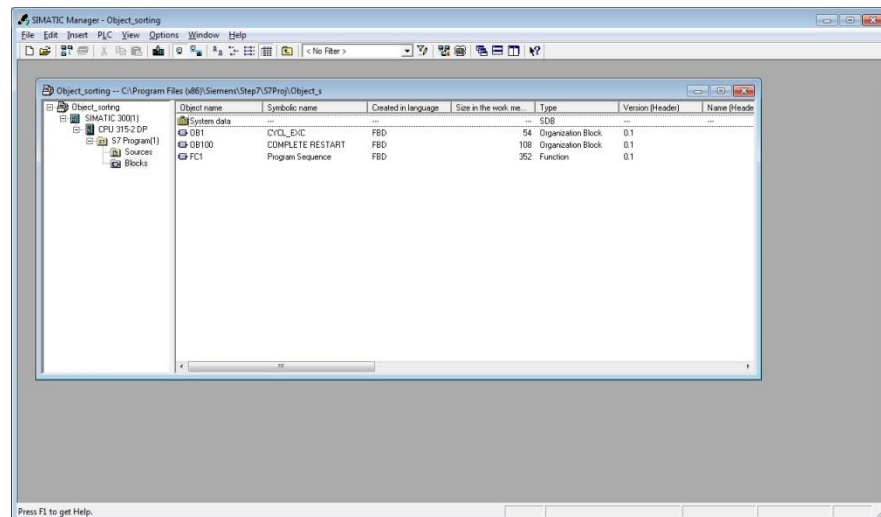 SIMATIC Manager - Object_sorting
File Edit Insert PLC View Options Window Help
< No Filter >
Object_sorting -- C:\Program Files (x86)\Siemens\Step7\S7Proj\Object_s
Object_sorting
SIMATIC 300(1)
CPU 315-2 DP
S7 Program(1)
Sources
Blocks
Object name Symbolic name Created in language Size in the work me... Type Version (Header) Name (Heade
System data --- --- --- SDB --- ---
OB1 CYCL_EXC FBD 54 Organization Block 0.1
OB100 COMPLETE RESTART FBD 108 Organization Block 0.1
FC1 Program Sequence FBD 352 Function 0.1
Press F1 to get Help.